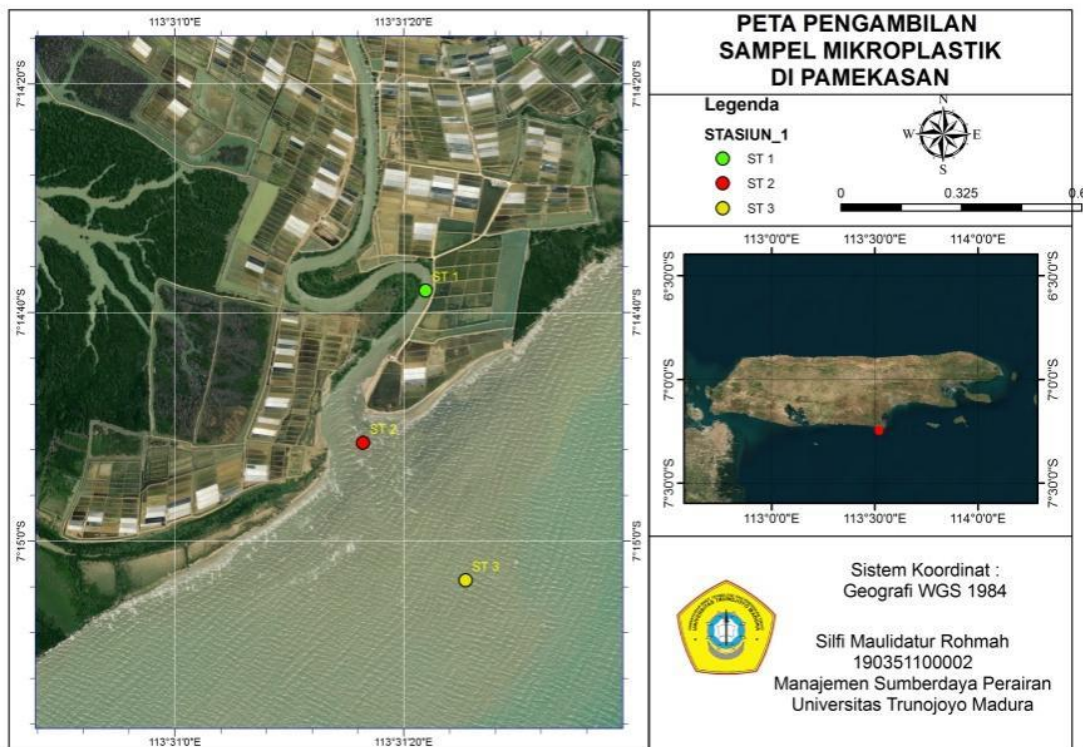 113°31'0"E
113°31'20"E
7°14'20"S
7°14'20"S
ST 1
7°14'40"S
7°14'40"S
ST 2
7°15'0"S
7°15'0"S
ST 3
113°31'0"E
113°31'20"E
PETA PENGAMBILAN
SAMPEL MIKROPLASTIK
DI PAMEKASAN
Legenda
STASIUN_1
ST 1
ST 2
ST 3
N
W
E
S
0
0.325
0.6
113°0'0"E
113°30'0"E
114°0'0"E
6°30'0"S
6°30'0"S
7°0'0"S
7°0'0"S
7°30'0"S
7°30'0"S
113°0'0"E
113°30'0"E
114°0'0"E
Sistem Koordinat :
Geografi WGS 1984
UNIVERSITAS TRUNOJOYO MADURA
Silfi Maulidatur Rohmah
190351100002
Manajemen Sumberdaya Perairan
Universitas Trunojoyo Madura